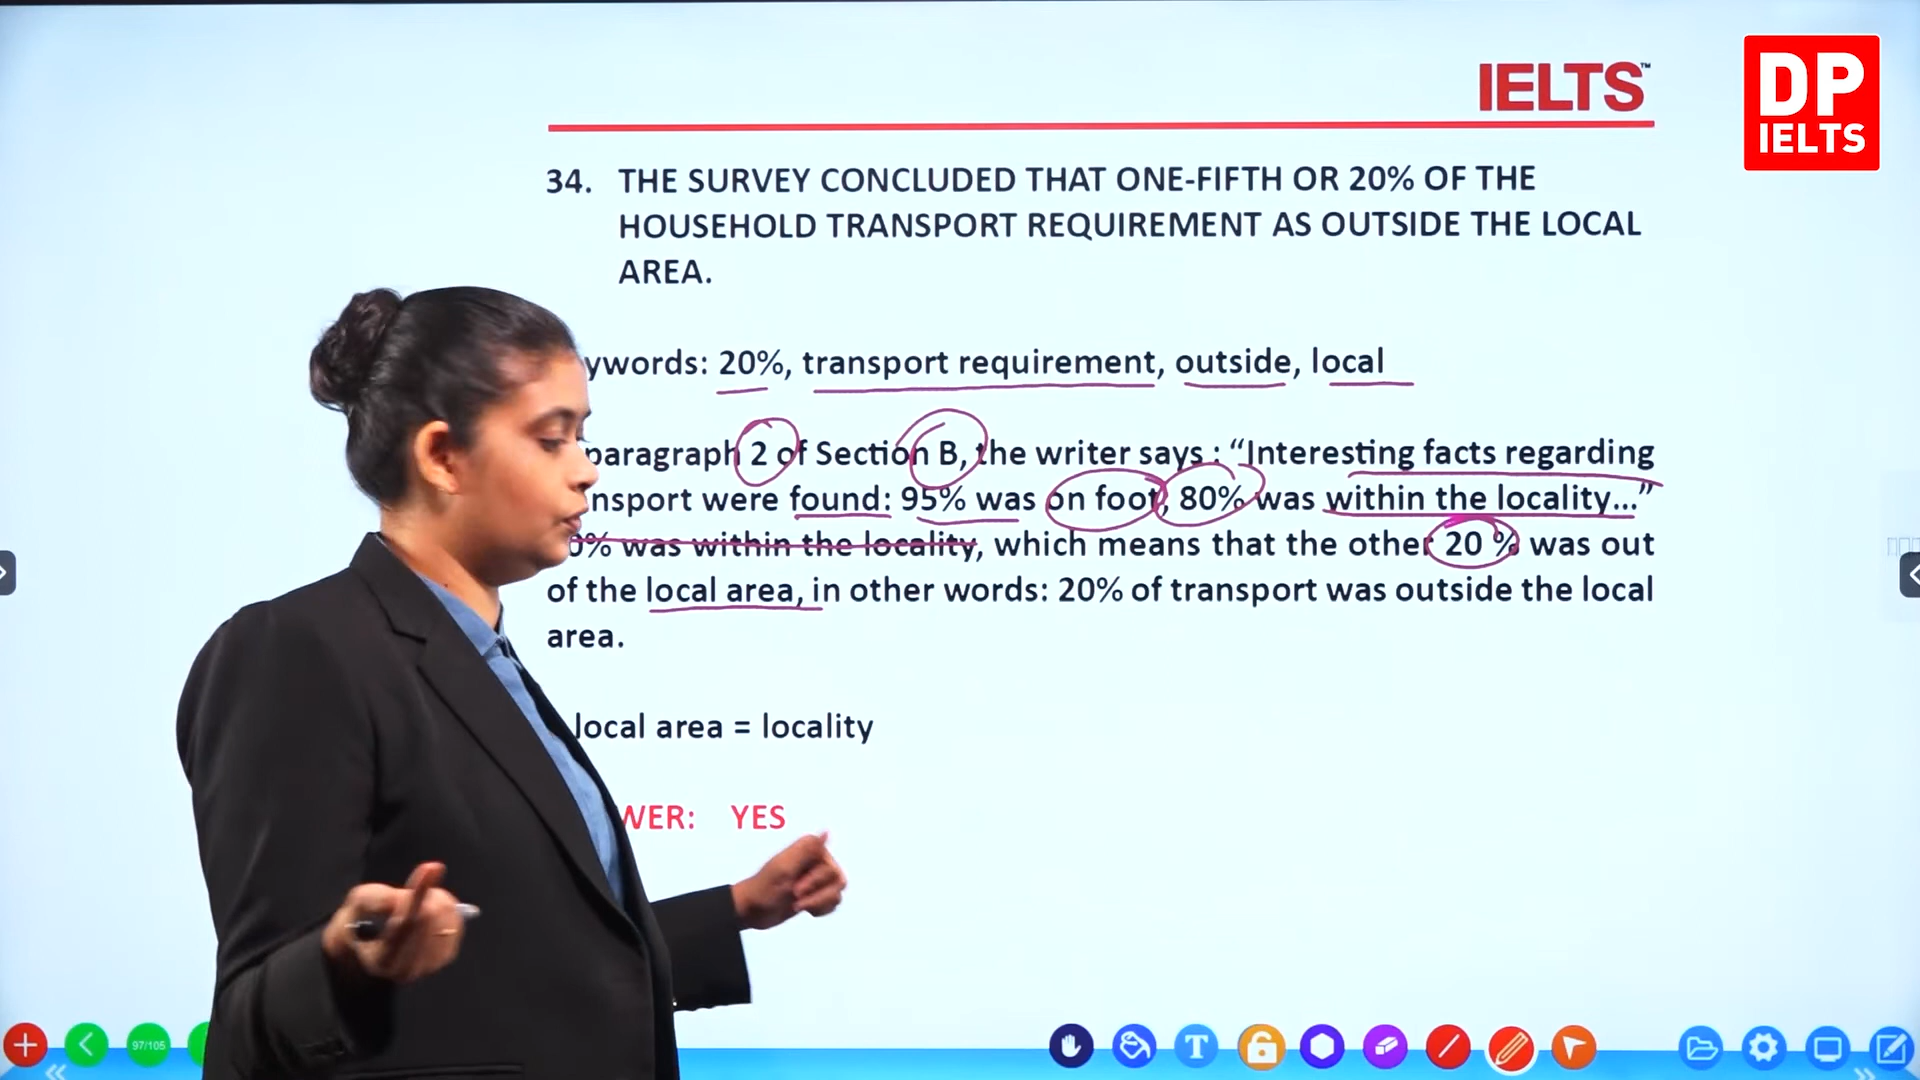 IELTS™
DP
IELTS
34. THE SURVEY CONCLUDED THAT ONE-FIFTH OR 20% OF THE
HOUSEHOLD TRANSPORT REQUIREMENT AS OUTSIDE THE LOCAL
AREA.
ywords: 20%, transport requirement, outside, local
paragraph 2 of Section B, the writer says : “Interesting facts regarding
nsport were found: 95% was on foot, 80% was within the locality...”
0% was within the locality, which means that the other 20 % was out
of the local area, in other words: 20% of transport was outside the local
area.
local area = locality
WER: YES
97/105
T